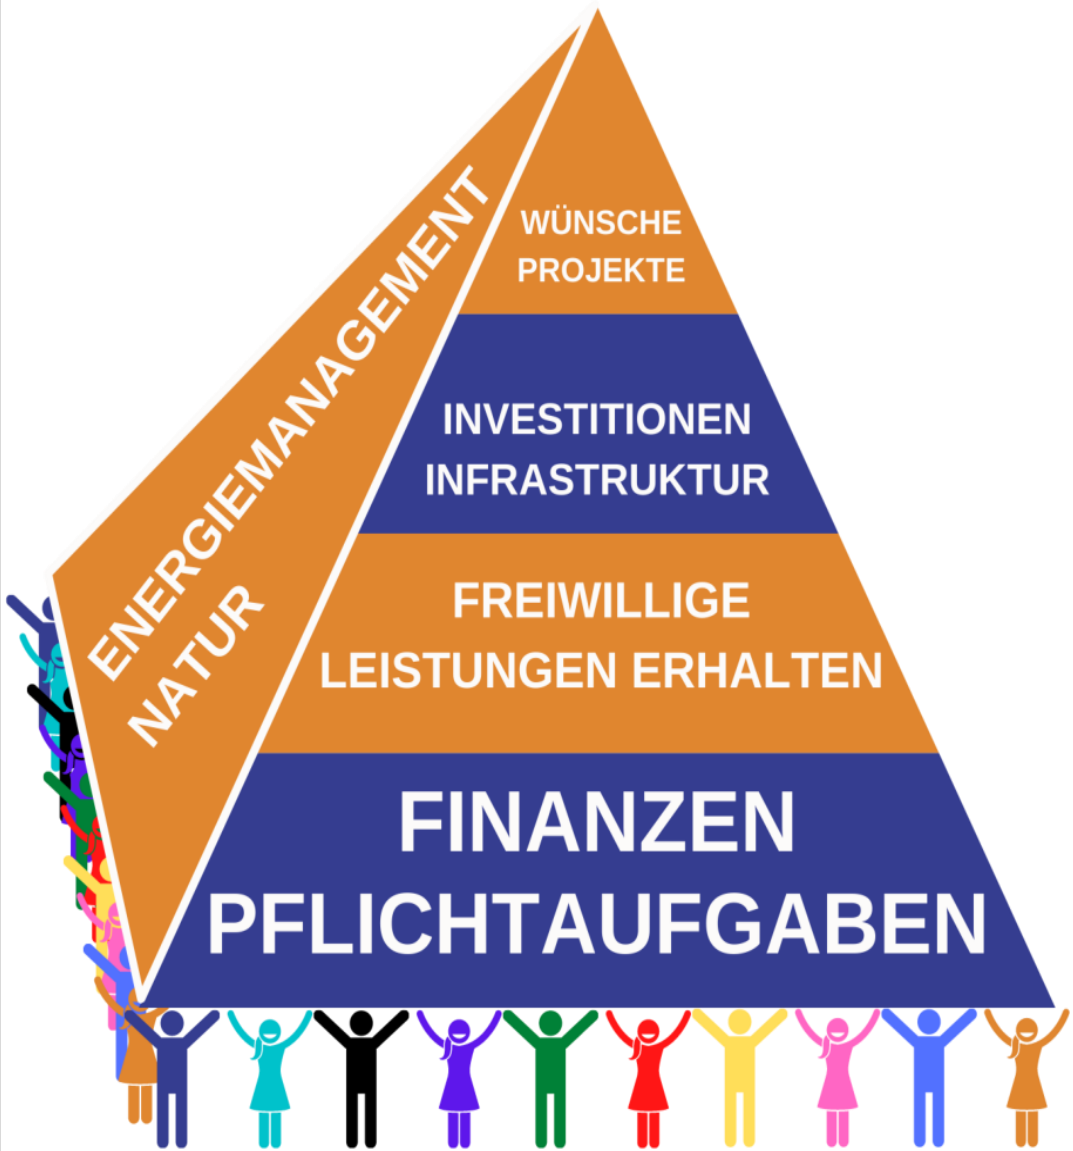 WÜNSCHE
PROJEKTE
INVESTITIONEN
INFRASTRUKTUR
FREIWILLIGE
LEISTUNGEN ERHALTEN
FINANZEN
PFLICHTAUFGABEN
ENERGIEMANAGEMENT
NATUR